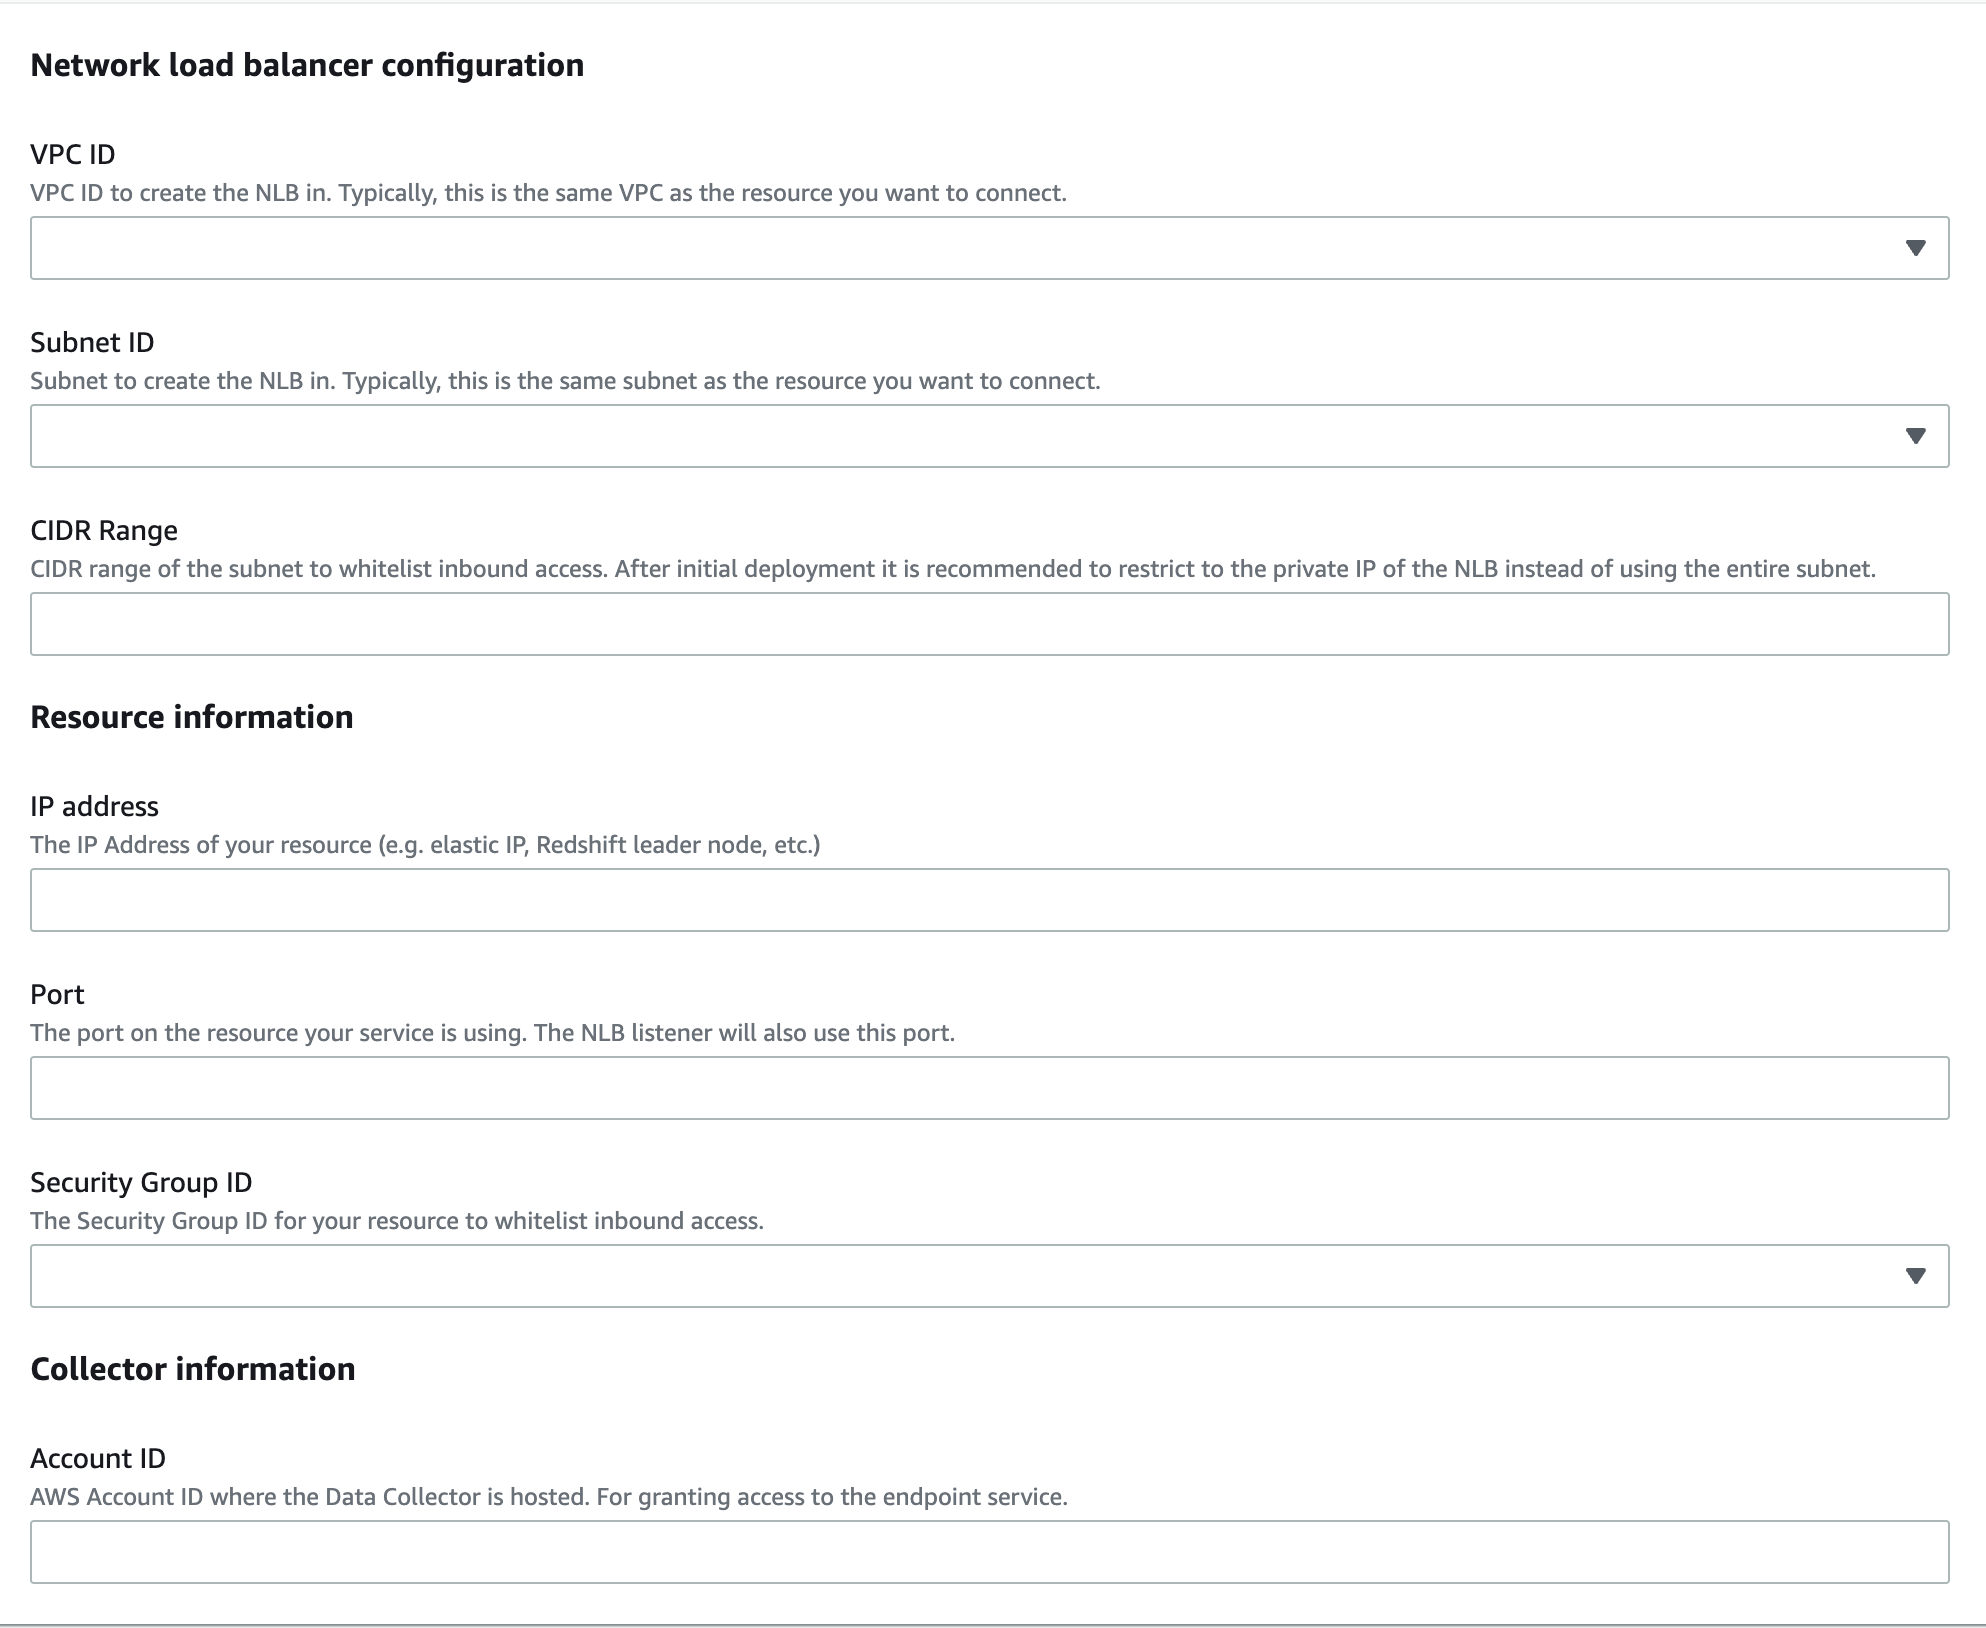 Network load balancer configuration
VPC ID
VPC ID to create the NLB in. Typically, this is the same VPC as the resource you want to connect.
Subnet ID
Subnet to create the NLB in. Typically, this is the same subnet as the resource you want to connect.
CIDR Range
CIDR range of the subnet to whitelist inbound access. After initial deployment it is recommended to restrict to the private IP of the NLB instead of using the entire subnet.
Resource information
IP address
The IP Address of your resource (e.g. elastic IP, Redshift leader node, etc.)
Port
The port on the resource your service is using. The NLB listener will also use this port.
Security Group ID
The Security Group ID for your resource to whitelist inbound access.
Collector information
Account ID
AWS Account ID where the Data Collector is hosted. For granting access to the endpoint service.